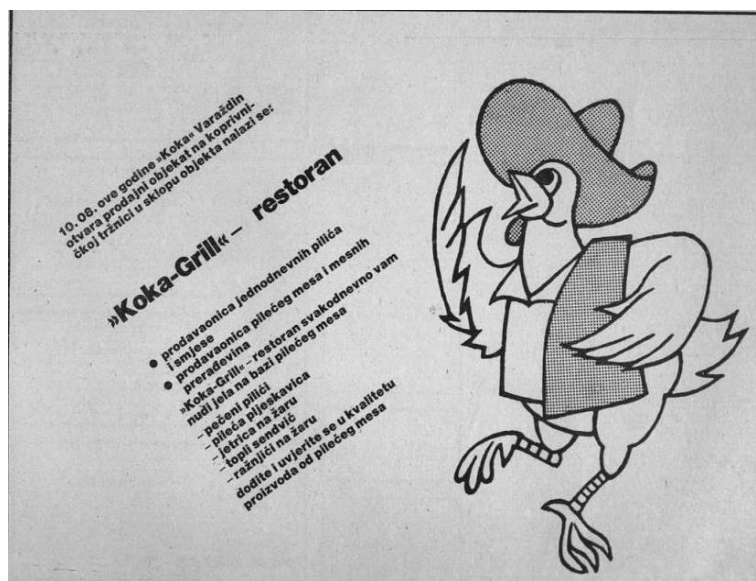 10. 08. ove godine »Koka« Varaždin
otvara prodajni objekat na koprivni-
čkoj tržnici u sklopu objekta nalazi se:
»Koka-Grill« – restoran
● prodavaonica jednodnevnih pilića
i smjese
● prodavaonica pilećeg mesa i mesnih
prerađevina
»Koka-Grill« – restoran svakodnevno vam
nudi jela na bazi pilećeg mesa
– pečeni pilići
– pileća pljeskavica
– jetrica na žaru
– topli sendvič
– ražnjići na žaru
dođite i uvjerite se u kvalitetu
proizvoda od pilećeg mesa